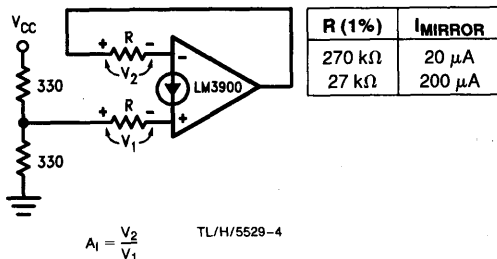 VCC
330
330
+ R −
V2
+ R −
V1
−
+
LM3900
R (1%) IMIRROR
270 kΩ 20 μA
27 kΩ 200 μA
AI = V2
V1
TL/H/5529–4